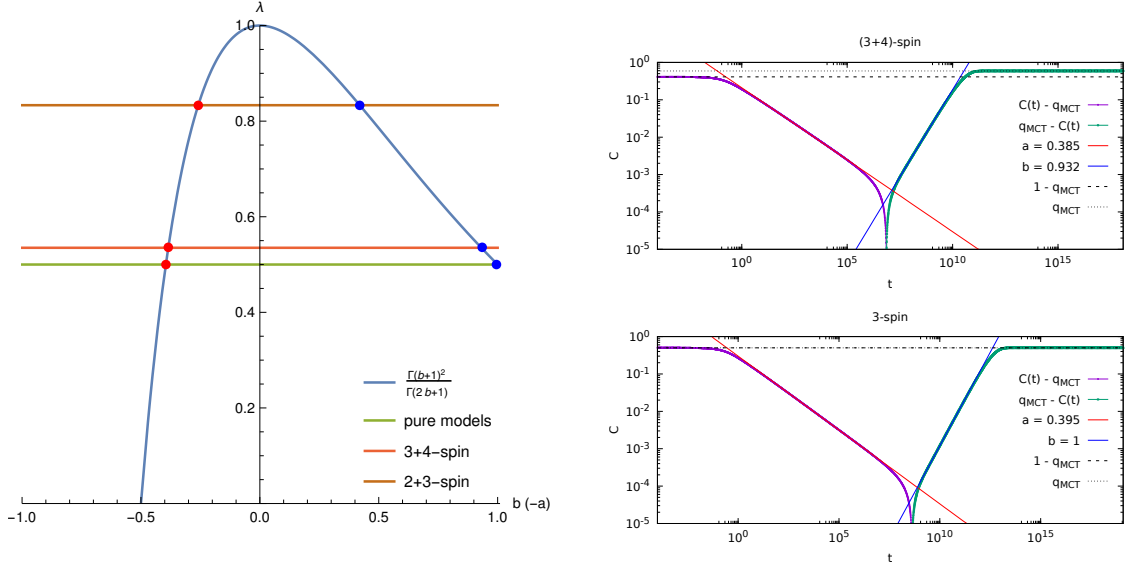 λ
1.0
0.8
0.6
0.4
0.2
−1.0
−0.5
0.0
0.5
1.0
b (−a)
Γ(b+1)²
Γ(2 b+1)
pure models
3+4−spin
2+3−spin
(3+4)-spin
C
10⁰
10⁻¹
10⁻²
10⁻³
10⁻⁴
10⁻⁵
10⁰
10⁵
10¹⁰
10¹⁵
t
C(t) - q_MCT
q_MCT - C(t)
a = 0.385
b = 0.932
1 - q_MCT
q_MCT
3-spin
C
10⁰
10⁻¹
10⁻²
10⁻³
10⁻⁴
10⁻⁵
10⁰
10⁵
10¹⁰
10¹⁵
t
C(t) - q_MCT
q_MCT - C(t)
a = 0.395
b = 1
1 - q_MCT
q_MCT